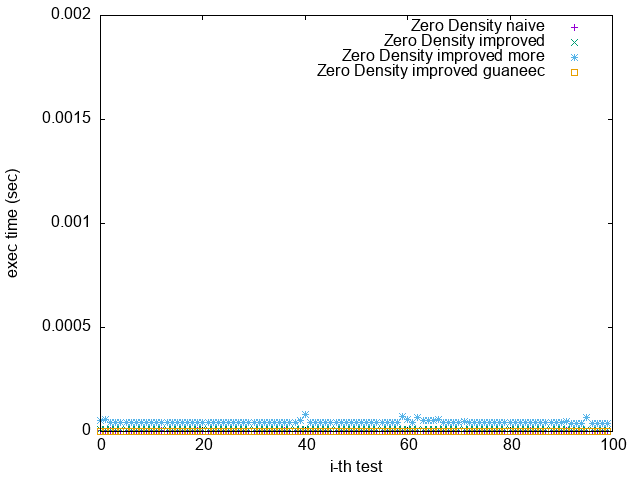 0.002
0.0015
0.001
0.0005
0
0 20 40 60 80 100
exec time (sec)
i-th test
Zero Density naive
Zero Density improved
Zero Density improved more
Zero Density improved guaneec